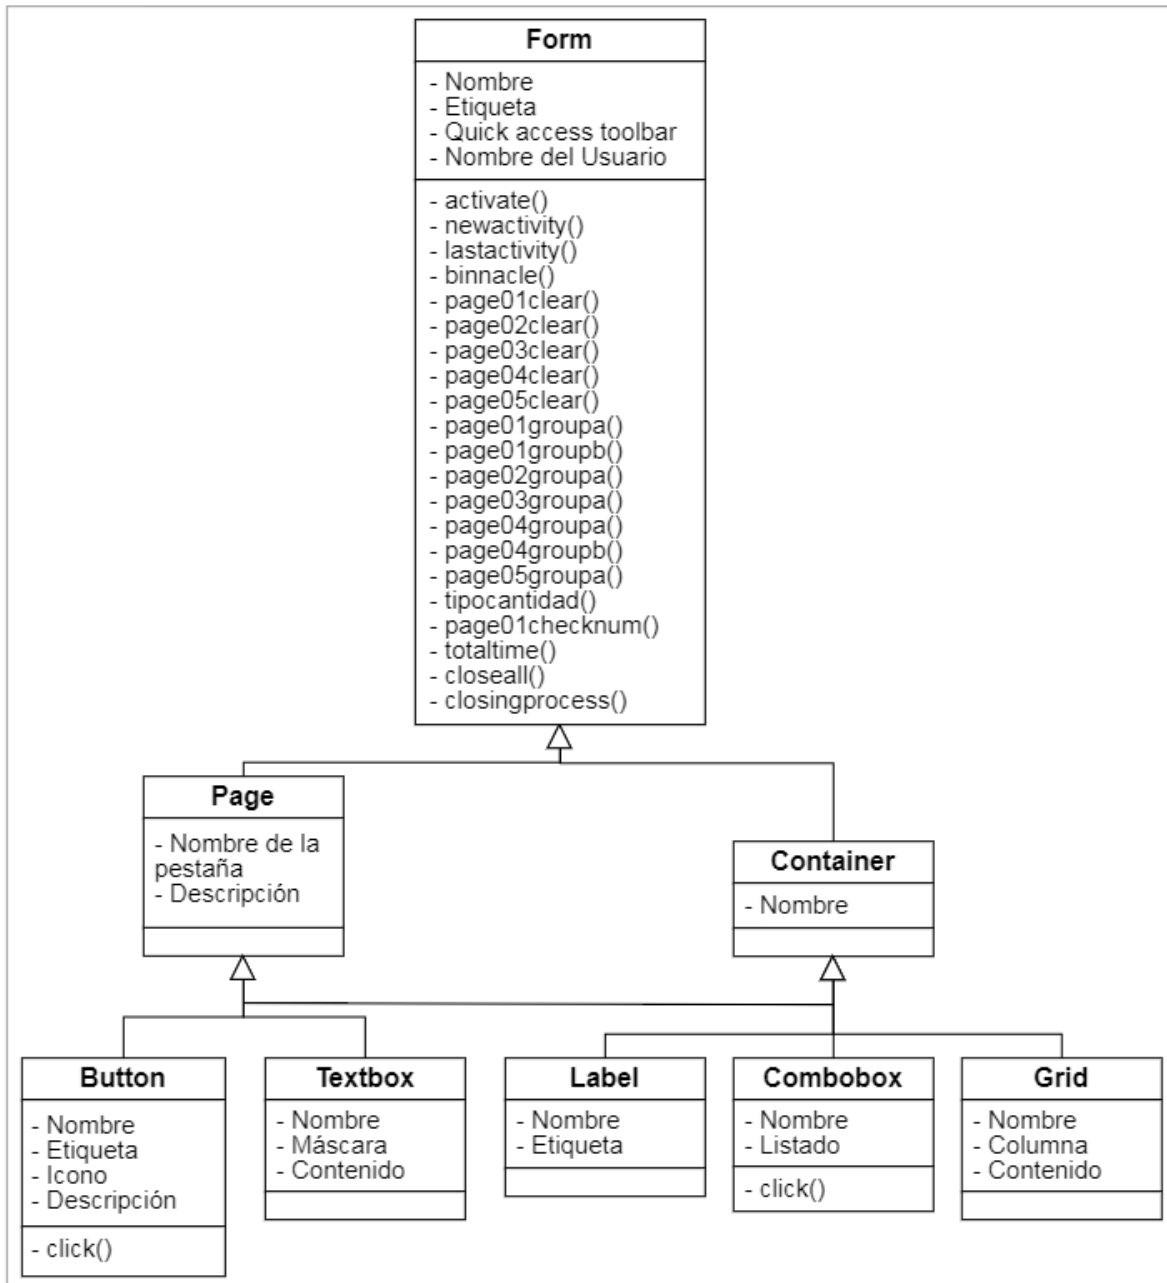 Form
- Nombre
- Etiqueta
- Quick access toolbar
- Nombre del Usuario
- activate()
- newactivity()
- lastactivity()
- binnacle()
- page01clear()
- page02clear()
- page03clear()
- page04clear()
- page05clear()
- page01groupa()
- page01groupb()
- page02groupa()
- page03groupa()
- page04groupa()
- page04groupb()
- page05groupa()
- tipocantidad()
- page01checknum()
- totaltime()
- closeall()
- closingprocess()
Page
- Nombre de la
pestaña
- Descripción
Container
- Nombre
Button
- Nombre
- Etiqueta
- Icono
- Descripción
- click()
Textbox
- Nombre
- Máscara
- Contenido
Label
- Nombre
- Etiqueta
Combobox
- Nombre
- Listado
- click()
Grid
- Nombre
- Columna
- Contenido